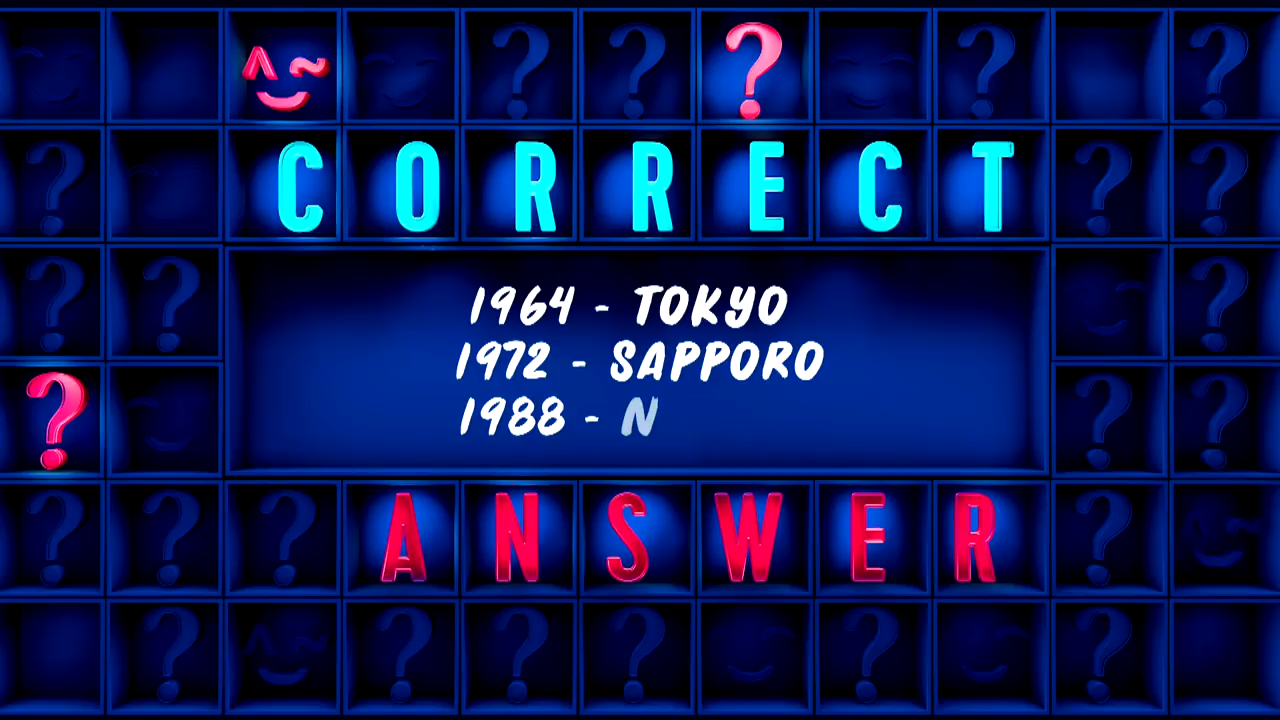 CORRECT
1964 - TOKYO
1972 - SAPPORO
1988 - N
ANSWER